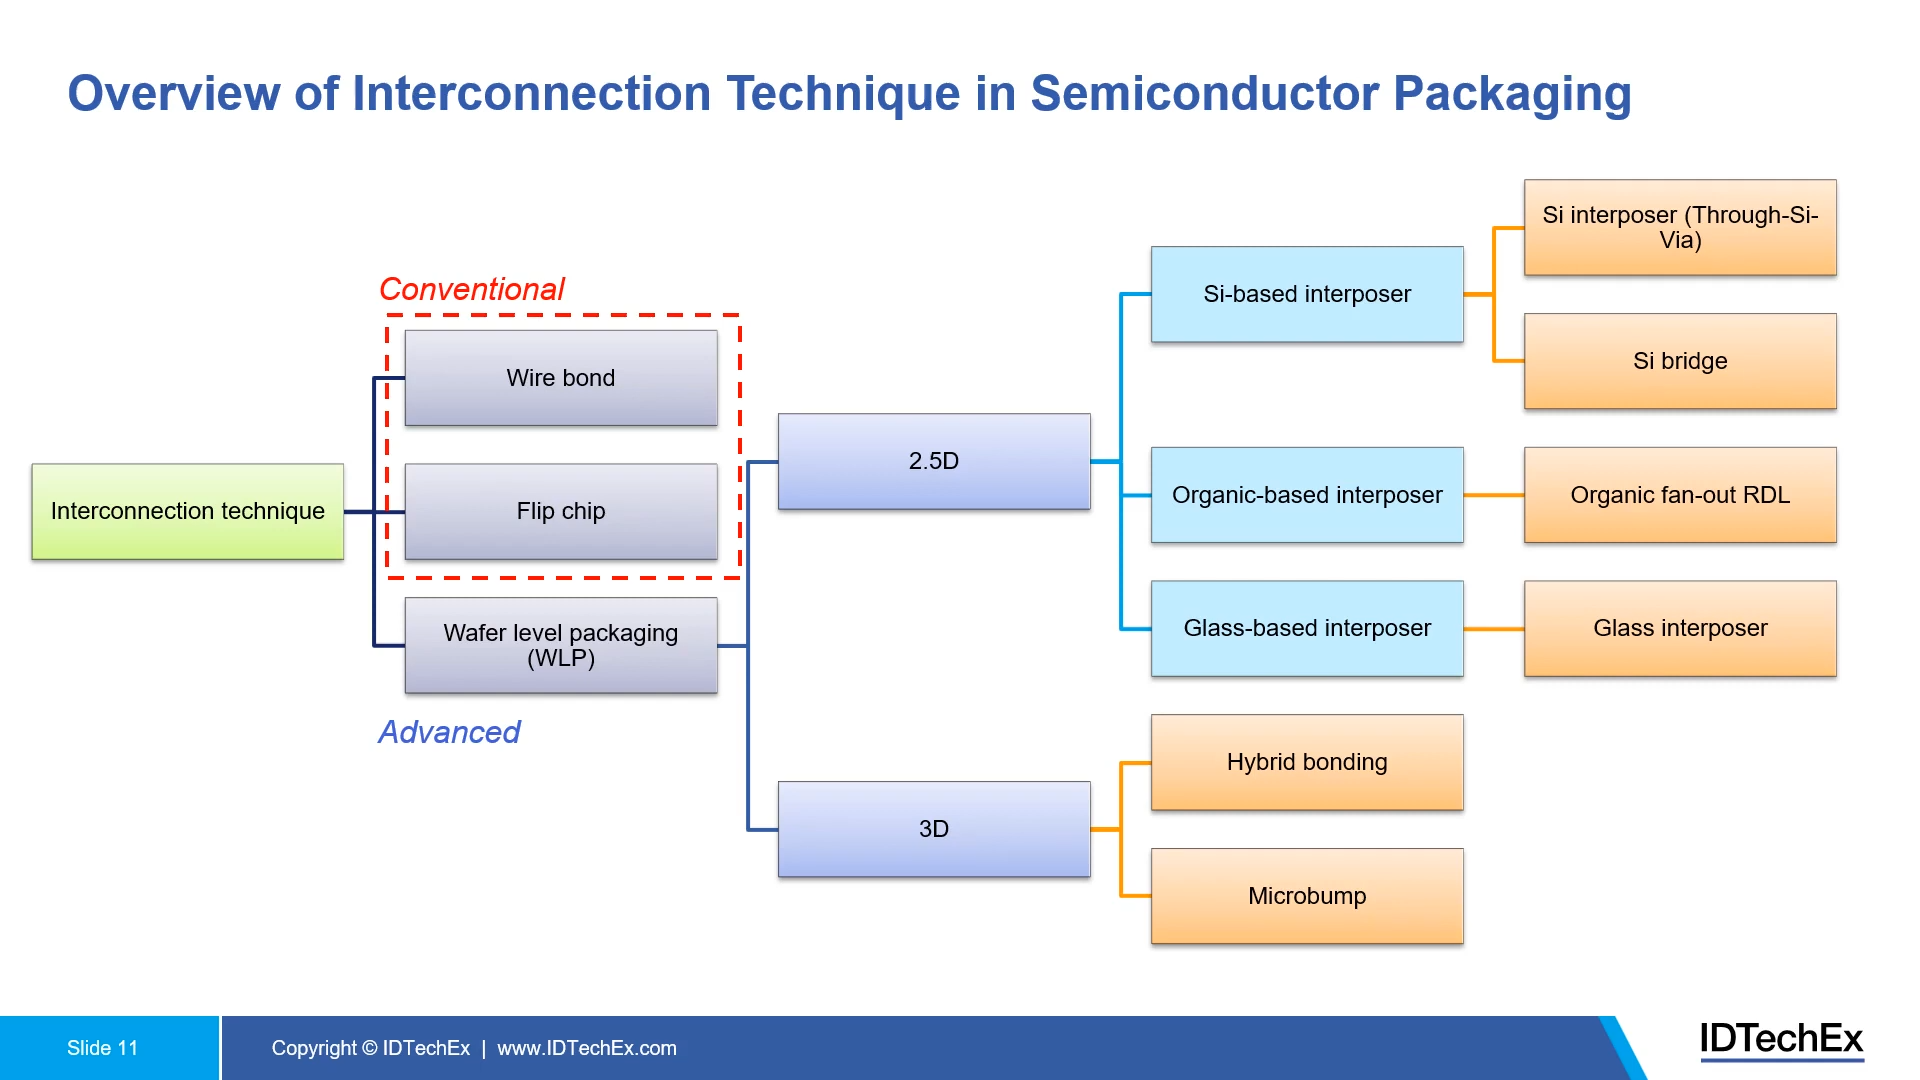 Overview of Interconnection Technique in Semiconductor Packaging
Conventional
Interconnection technique
Wire bond
Flip chip
Wafer level packaging
(WLP)
Advanced
2.5D
3D
Si-based interposer
Organic-based interposer
Glass-based interposer
Hybrid bonding
Microbump
Si interposer (Through-Si-
Via)
Si bridge
Organic fan-out RDL
Glass interposer
Slide 11
Copyright © IDTechEx | www.IDTechEx.com
IDTechEx